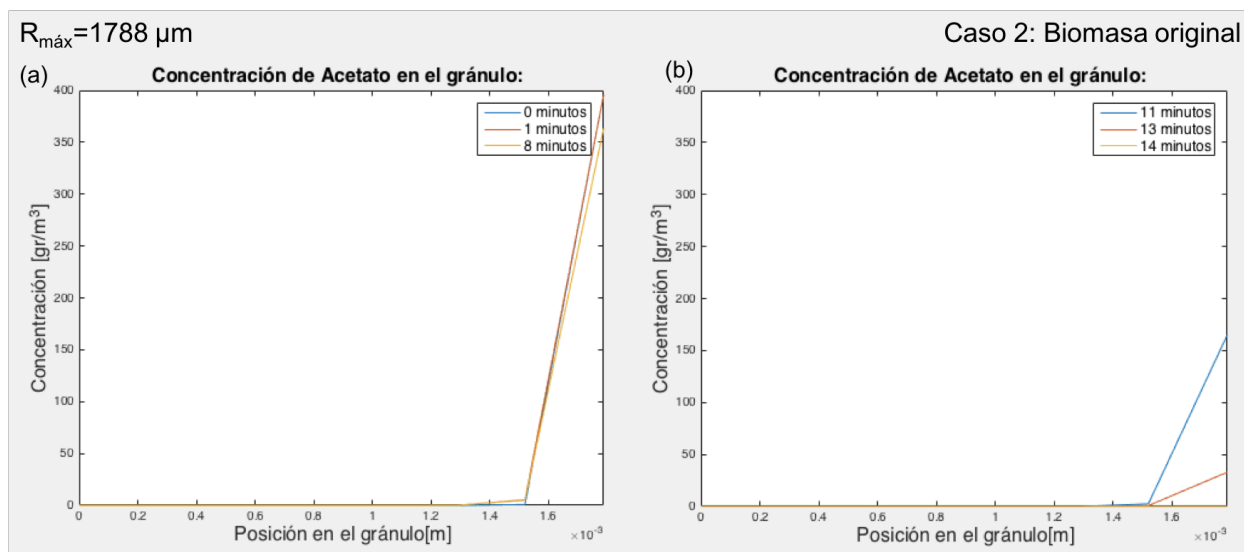 R máx=1788 µm
Caso 2: Biomasa original
(a)
Concentración de Acetato en el gránulo:
400
350
300
250
200
150
100
50
0
Concentración [gr/m³]
0 minutos
1 minutos
8 minutos
0 0.2 0.4 0.6 0.8 1 1.2 1.4 1.6
×10⁻³
Posición en el gránulo[m]
(b)
Concentración de Acetato en el gránulo:
400
350
300
250
200
150
100
50
0
Concentración [gr/m³]
11 minutos
13 minutos
14 minutos
0 0.2 0.4 0.6 0.8 1 1.2 1.4 1.6
×10⁻³
Posición en el gránulo[m]